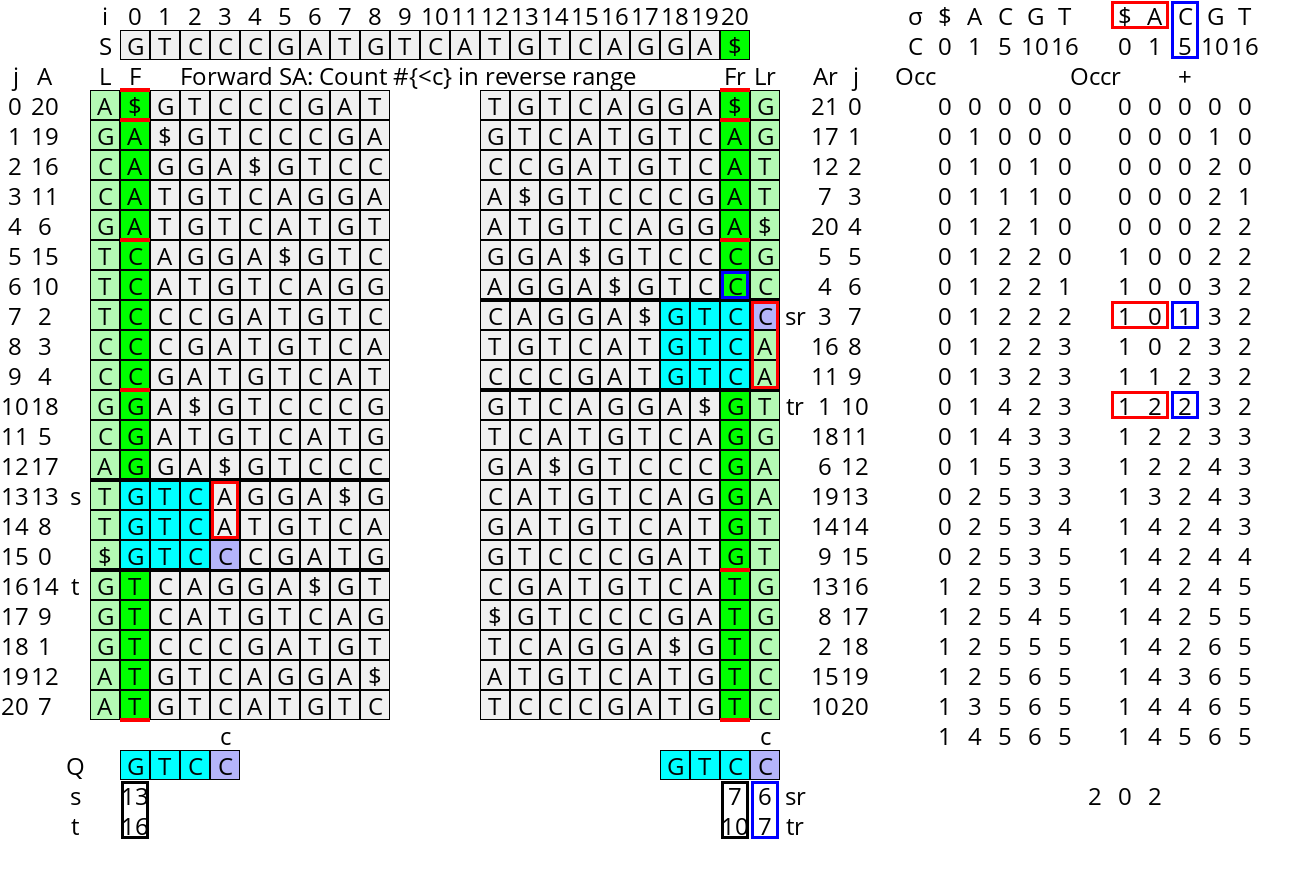 i 0 1 2 3 4 5 6 7 8 9 10 11 12 13 14 15 16 17 18 19 20 σ $ A C G T $ A C G T
S G T C C C G A T G T C A T G T C A G G A $ C 0 1 5 10 16 0 1 5 10 16
j A L F Forward SA: Count #{<c} in reverse range Fr Lr Ar j Occ Occr +
0 20 A $ G T C C C G A T T G T C A G G A $ G 21 0 0 0 0 0 0 0 0 0 0 0
1 19 G A $ G T C C C G A G T C A T G T C A G 17 1 0 1 0 0 0 0 0 0 1 0
2 16 C A G G A $ G T C C C C G A T G T C A T 12 2 0 1 0 1 0 0 0 0 2 0
3 11 C A T G T C A G G A A $ G T C C C G A T 7 3 0 1 1 1 0 0 0 0 2 1
4 6 G A T G T C A T G T A T G T C A G G A $ 20 4 0 1 2 1 0 0 0 0 2 2
5 15 T C A G G A $ G T C G G A $ G T C C C G 5 5 0 1 2 2 0 1 0 0 2 2
6 10 T C A T G T C A G G A G G A $ G T C C C 4 6 0 1 2 2 1 1 0 0 3 2
7 2 T C C C G A T G T C C A G G A $ G T C C sr 3 7 0 1 2 2 2 1 0 1 3 2
8 3 C C C G A T G T C A T G T C A T G T C A 16 8 0 1 2 2 3 1 0 2 3 2
9 4 C C G A T G T C A T C C C G A T G T C A 11 9 0 1 3 2 3 1 1 2 3 2
10 18 G G A $ G T C C C G G T C A G G A $ G T tr 1 10 0 1 4 2 3 1 2 2 3 2
11 5 C G A T G T C A T G T C A T G T C A G G 18 11 0 1 4 3 3 1 2 2 3 3
12 17 A G G A $ G T C C C G A $ G T C C C G A 6 12 0 1 5 3 3 1 2 2 4 3
13 13 s T G T C A G G A $ G C A T G T C A G G A 19 13 0 2 5 3 3 1 3 2 4 3
14 8 T G T C A T G T C A G A T G T C A T G T 14 14 0 2 5 3 4 1 4 2 4 3
15 0 $ G T C C C G A T G G T C C C G A T G T 9 15 0 2 5 3 5 1 4 2 4 4
16 14 t G T C A G G A $ G T C G A T G T C A T G 13 16 1 2 5 3 5 1 4 2 4 5
17 9 G T C A T G T C A G $ G T C C C G A T G 8 17 1 2 5 4 5 1 4 2 5 5
18 1 G T C C C G A T G T T C A G G A $ G T C 2 18 1 2 5 5 5 1 4 2 6 5
19 12 A T G T C A G G A $ A T G T C A T G T C 15 19 1 2 5 6 5 1 4 3 6 5
20 7 A T G T C A T G T C T C C C G A T G T C 10 20 1 3 5 6 5 1 4 4 6 5
c c 1 4 5 6 5 1 4 5 6 5
Q G T C C G T C C
s 13 7 6 sr 2 0 2
t 16 10 7 tr